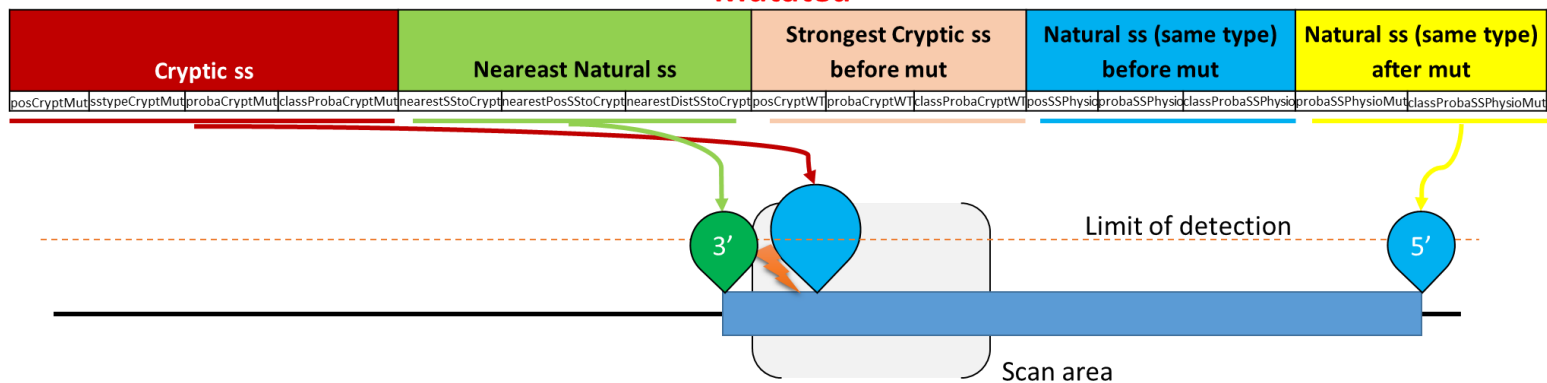 Cryptic ss
Neareast Natural ss
Strongest Cryptic ss
before mut
Natural ss (same type)
before mut
Natural ss (same type)
after mut
posCryptMut sstypeCryptMut probaCryptMut classProbaCryptMut nearestSStoCrypt nearestPosSStoCrypt nearestDistSStoCrypt posCryptWT probaCryptWT classProbaCryptWT posSSPhysio probaSSPhysio classProbaSSPhysio probaSSPhysioMut classProbaSSPhysioMut
Limit of detection
3’
5’
Scan area